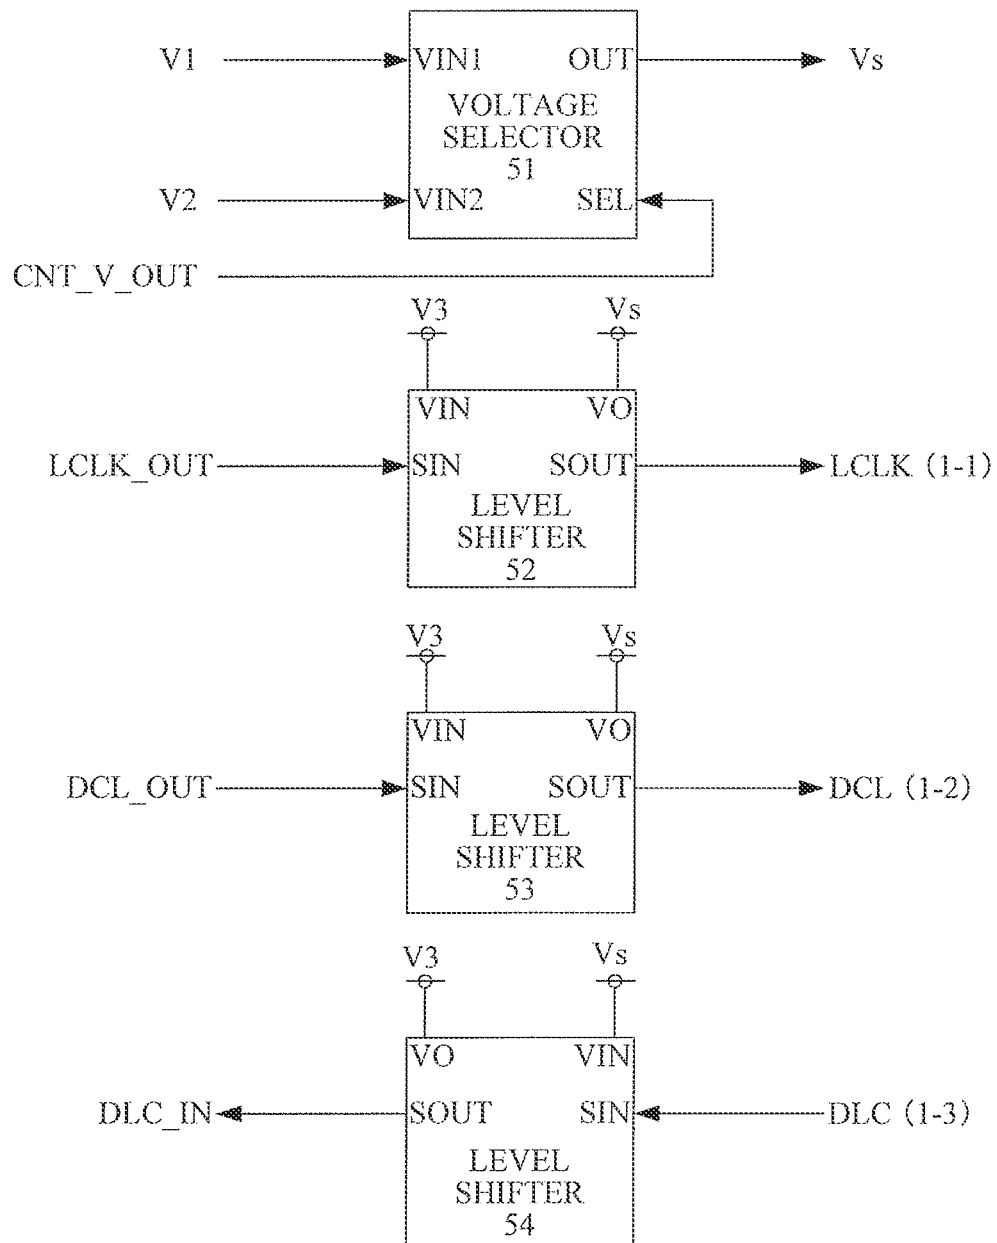 V1 VIN1 OUT Vs
VOLTAGE
SELECTOR
51
V2 VIN2 SEL
CNT_V_OUT
V3 Vs
VIN VO
LCLK_OUT SIN SOUT LCLK (1-1)
LEVEL
SHIFTER
52
V3 Vs
VIN VO
DCL_OUT SIN SOUT DCL (1-2)
LEVEL
SHIFTER
53
V3 Vs
VO VIN
DLC_IN SOUT SIN DLC (1-3)
LEVEL
SHIFTER
54